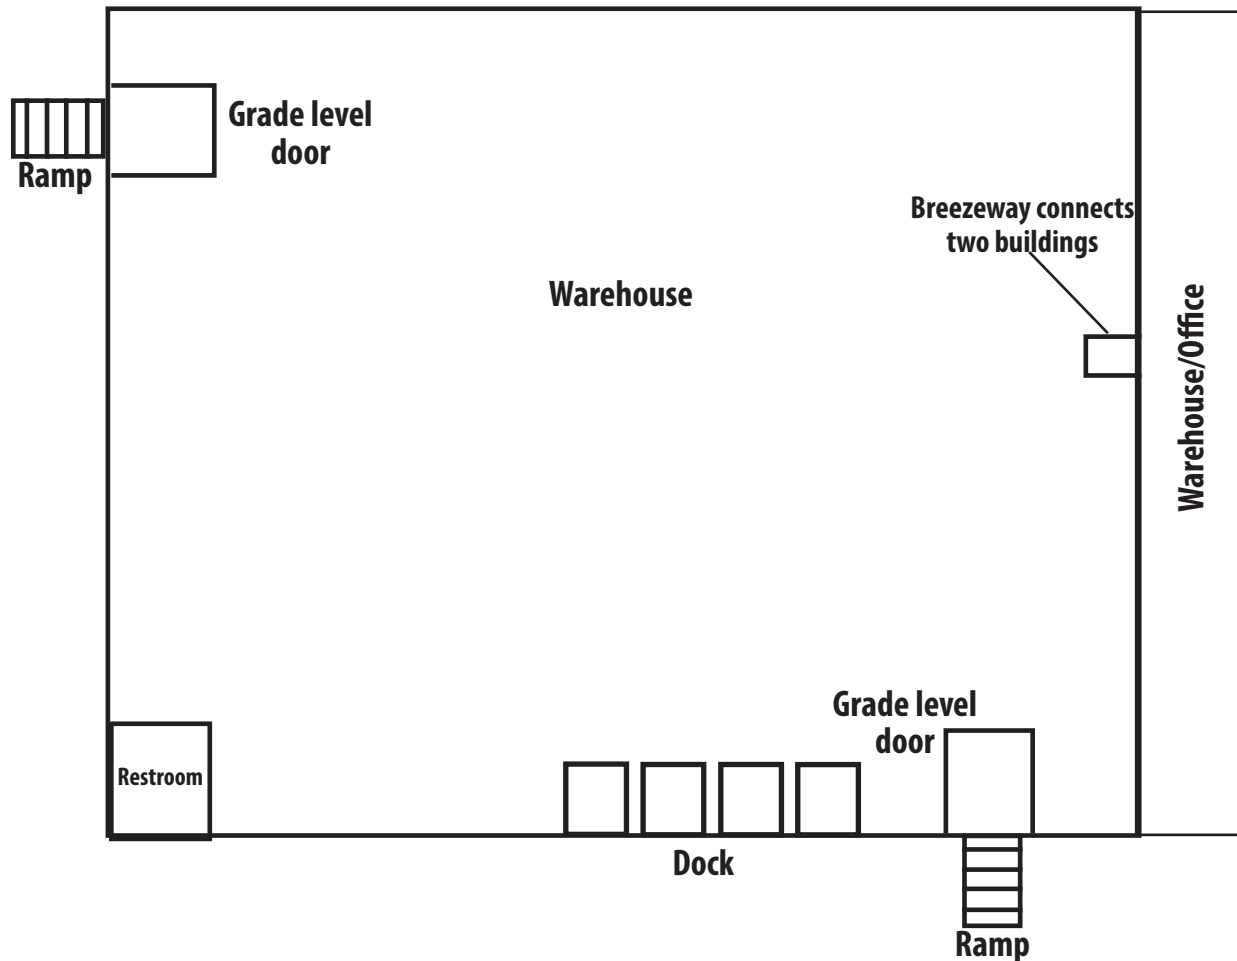 Grade level
door
Ramp
Breezeway connects
two buildings
Warehouse
Warehouse/Office
Grade level
door
Restroom
Dock
Ramp